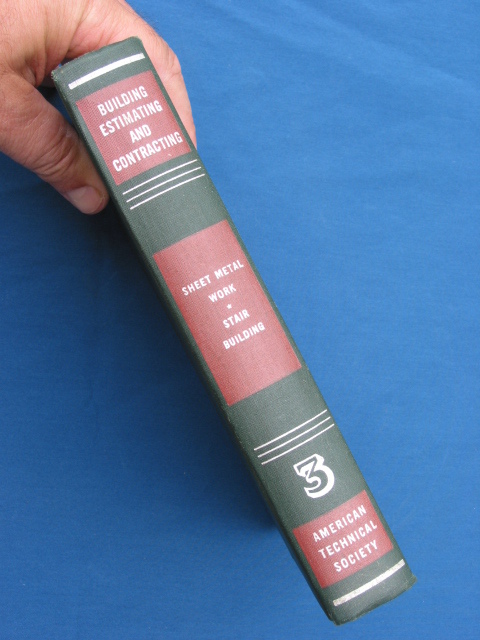 BUILDING
ESTIMATING
AND
CONTRACTING
SHEET METAL
WORK
*
STAIR
BUILDING
3
AMERICAN
TECHNICAL
SOCIETY